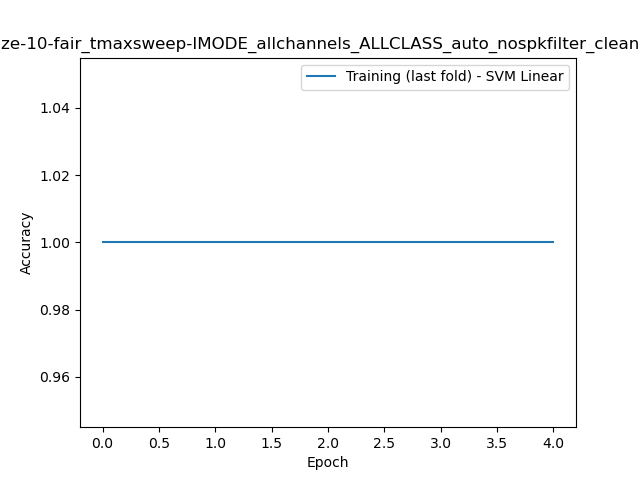 ze-10-fair_tmaxsweep-IMODE_allchannels_ALLCLASS_auto_nospkfilter_clean
Training (last fold) - SVM Linear
1.04
1.02
1.00
0.98
0.96
Accuracy
0.0 0.5 1.0 1.5 2.0 2.5 3.0 3.5 4.0
Epoch